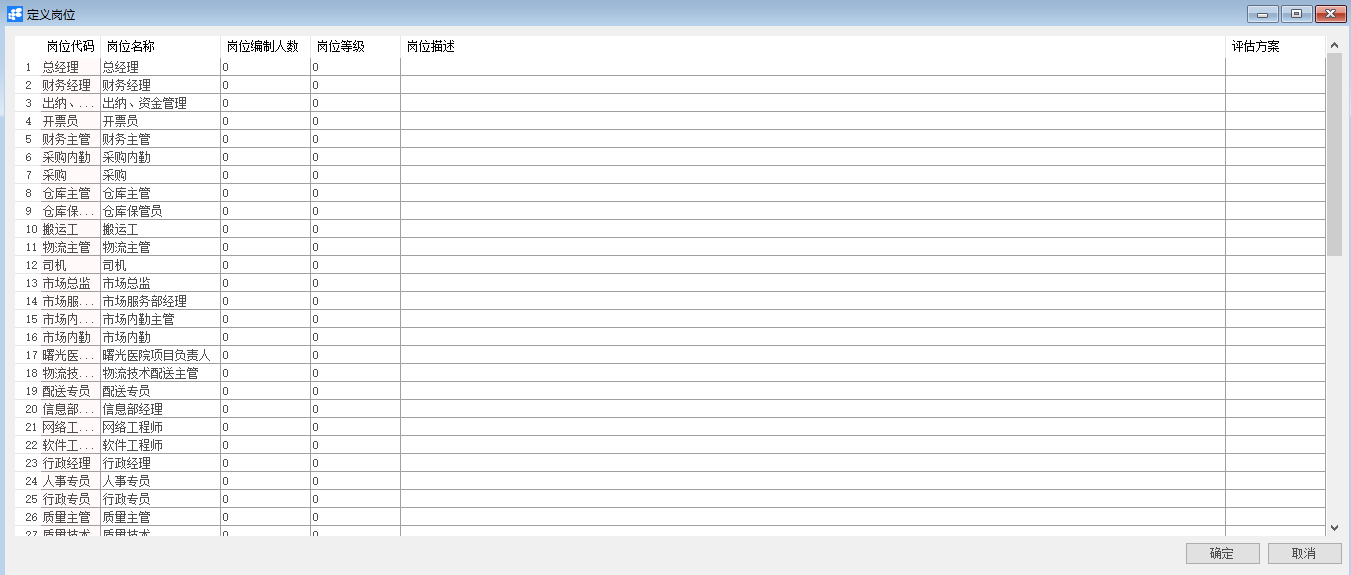 定义岗位
岗位代码 岗位名称 岗位编制人数 岗位等级 岗位描述 评估方案
1 总经理 总经理 0 0
2 财务经理 财务经理 0 0
3 出纳、... 出纳、资金管理 0 0
4 开票员 开票员 0 0
5 财务主管 财务主管 0 0
6 采购内勤 采购内勤 0 0
7 采购 采购 0 0
8 仓库主管 仓库主管 0 0
9 仓库保... 仓库保管员 0 0
10 搬运工 搬运工 0 0
11 物流主管 物流主管 0 0
12 司机 司机 0 0
13 市场总监 市场总监 0 0
14 市场服... 市场服务部经理 0 0
15 市场内... 市场内勤主管 0 0
16 市场内勤 市场内勤 0 0
17 曙光医... 曙光医院项目负责人 0 0
18 物流技... 物流技术配送主管 0 0
19 配送专员 配送专员 0 0
20 信息部... 信息部经理 0 0
21 网络工... 网络工程师 0 0
22 软件工... 软件工程师 0 0
23 行政经理 行政经理 0 0
24 人事专员 人事专员 0 0
25 行政专员 行政专员 0 0
26 质量主管 质量主管 0 0
27 质量技术 质量技术 0 0
确定 取消